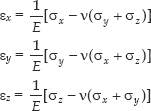 εx = 1/E[σx − ν(σy + σz)]
εy = 1/E[σy − ν(σx + σz)]
εz = 1/E[σz − ν(σx + σy)]